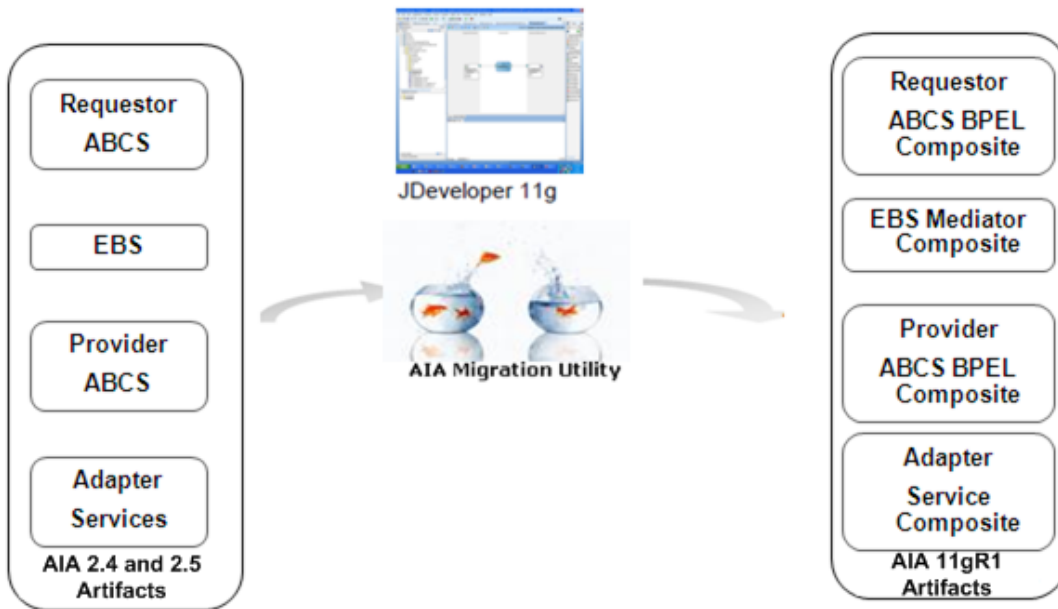 Requestor
ABCS
EBS
Provider
ABCS
Adapter
Services
AIA 2.4 and 2.5
Artifacts
JDeveloper 11g
AIA Migration Utility
Requestor
ABCS BPEL
Composite
EBS Mediator
Composite
Provider
ABCS BPEL
Composite
Adapter
Service
Composite
AIA 11gR1
Artifacts